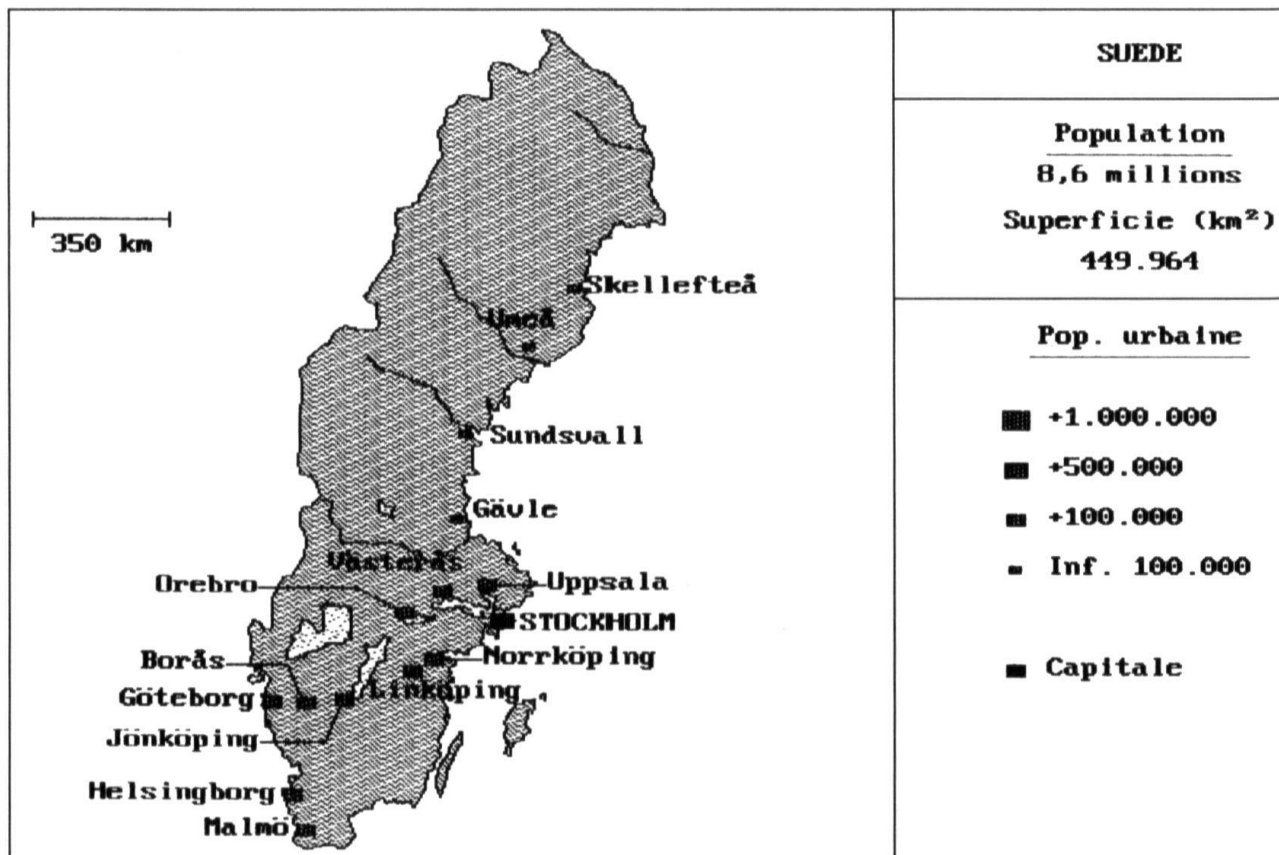 SUEDE
Population
8,6 millions
Superficie (km²)
449.964
350 km
Skellefteå
Umeå
Sundsvall
Gävle
Västerås
Orebro
Uppsala
STOCKHOLM
Borås
Norrköping
Göteborg
Linköping
Jönköping
Helsingborg
Malmö
Pop. urbaine
+1.000.000
+500.000
+100.000
Inf. 100.000
Capitale